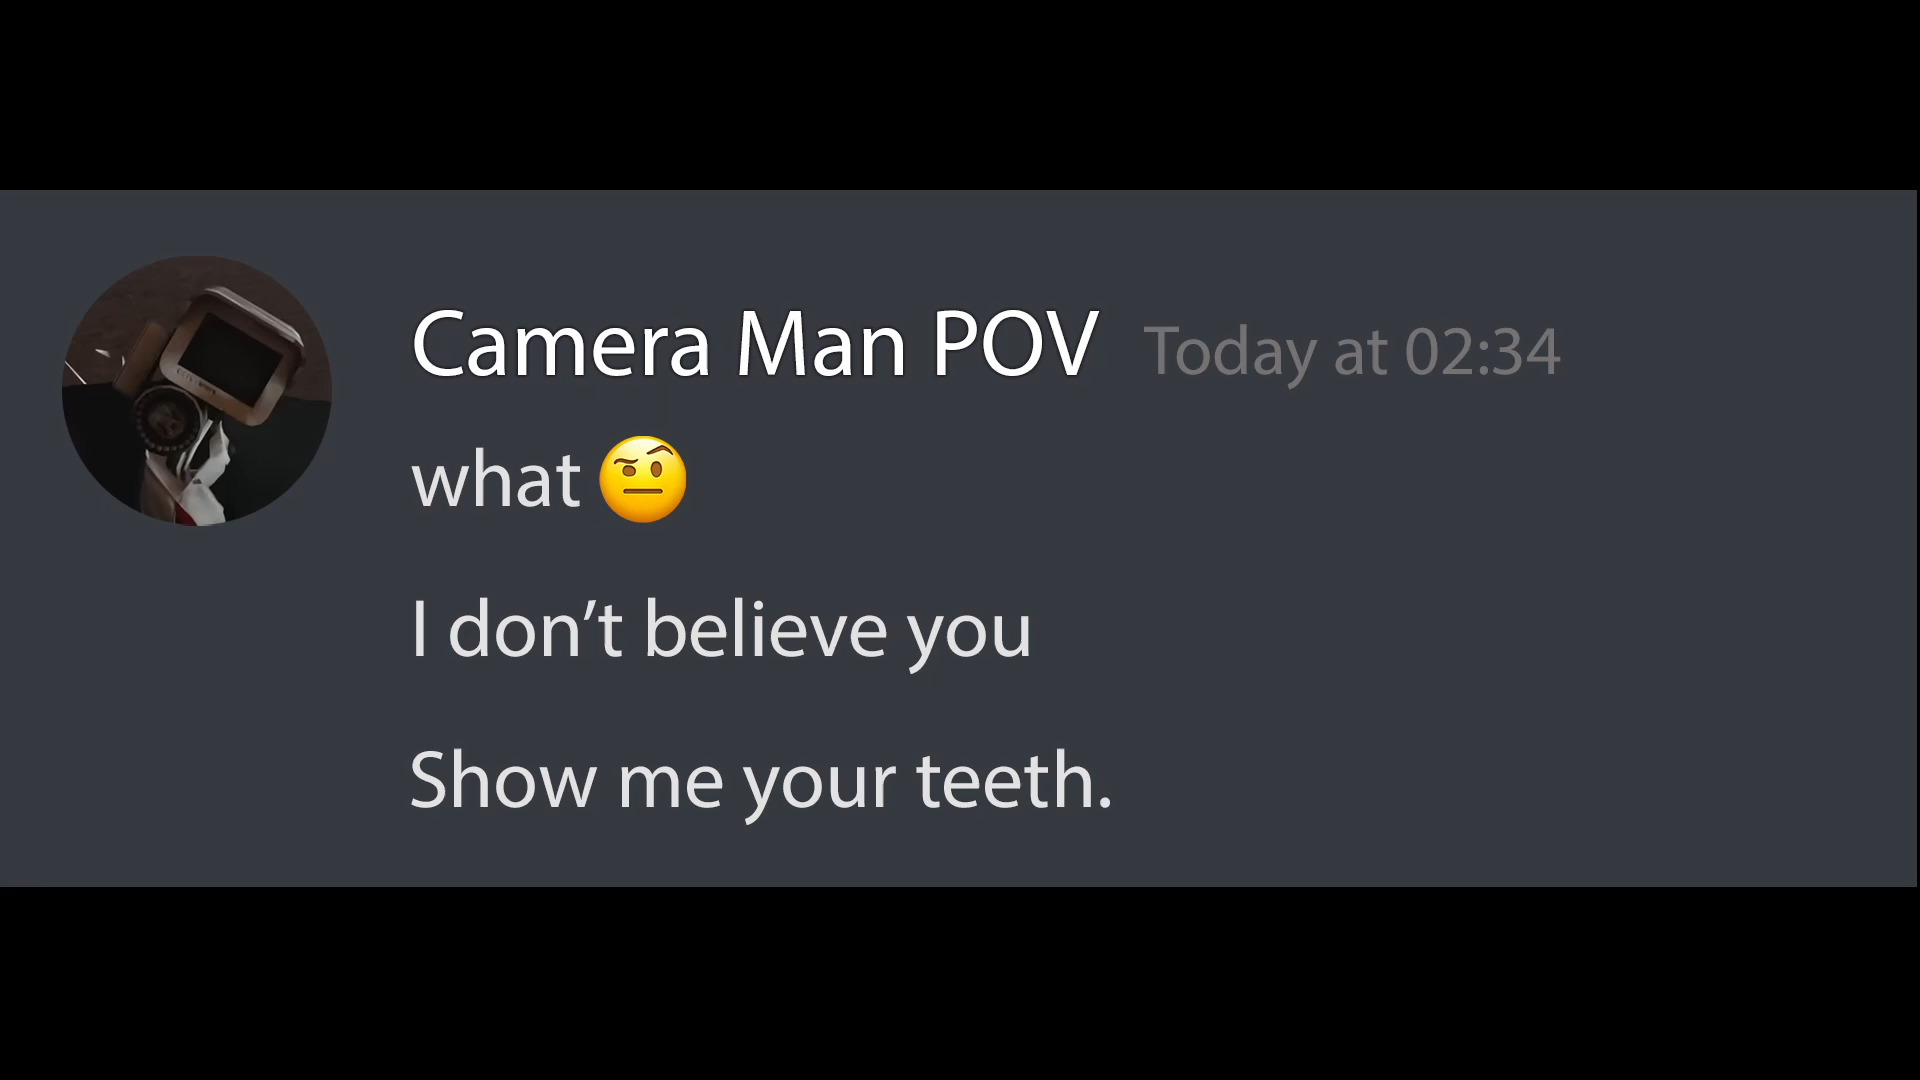 Camera Man POV Today at 02:34
what 🤨
I don’t believe you
Show me your teeth.